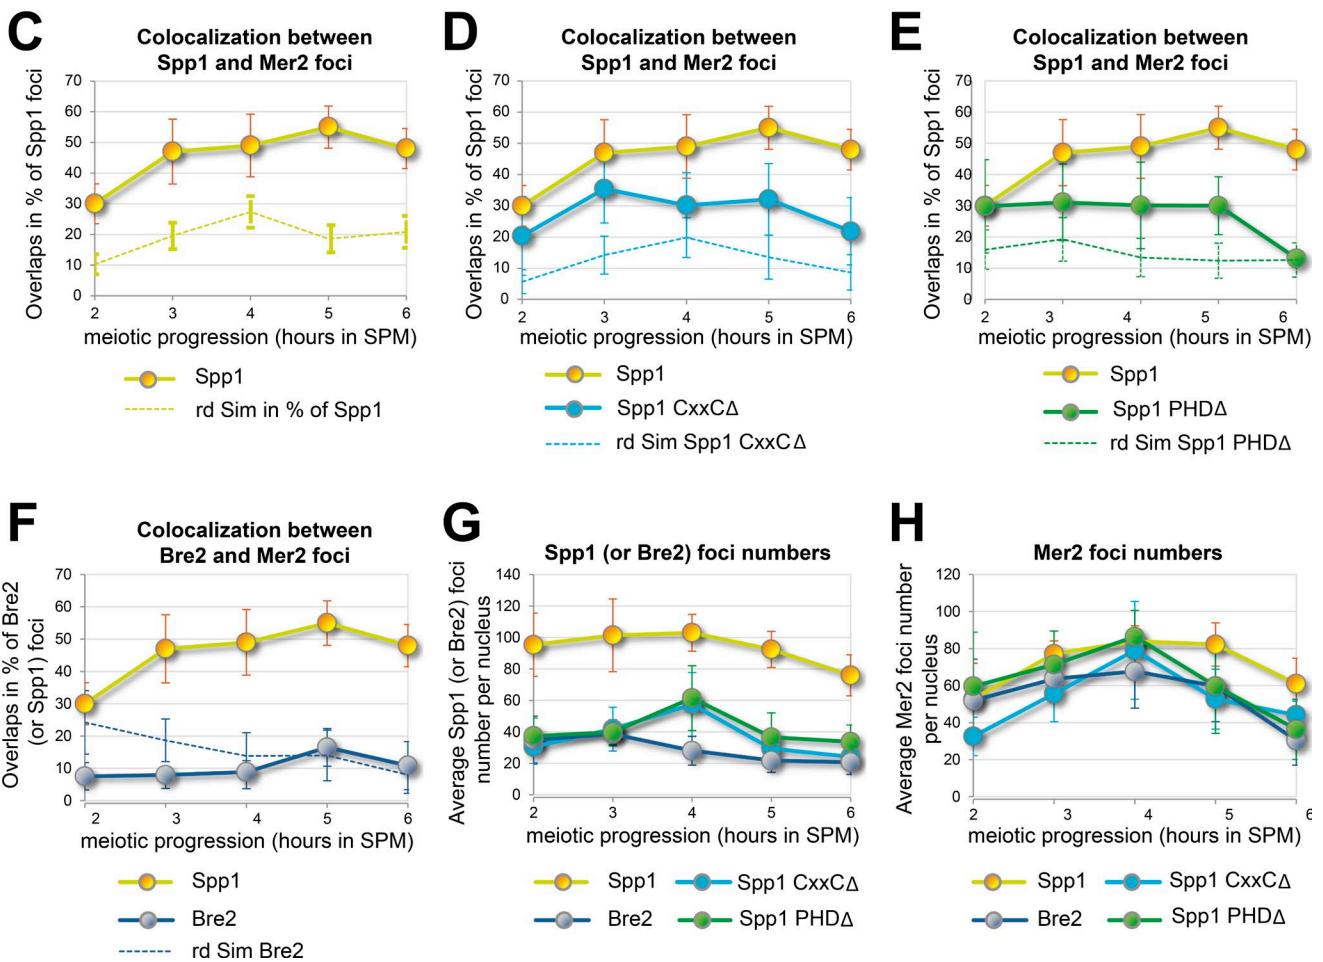 C
Colocalization between
Spp1 and Mer2 foci
Overlaps in % of Spp1 foci
70
60
50
40
30
20
10
0
2 3 4 5 6
meiotic progression (hours in SPM)
Spp1
rd Sim in % of Spp1
D
Colocalization between
Spp1 and Mer2 foci
Overlaps in % of Spp1 foci
70
60
50
40
30
20
10
0
2 3 4 5 6
meiotic progression (hours in SPM)
Spp1
Spp1 CxxCΔ
rd Sim Spp1 CxxCΔ
E
Colocalization between
Spp1 and Mer2 foci
Overlaps in % of Spp1 foci
70
60
50
40
30
20
10
0
2 3 4 5 6
meiotic progression (hours in SPM)
Spp1
Spp1 PHDΔ
rd Sim Spp1 PHDΔ
F
Colocalization between
Bre2 and Mer2 foci
Overlaps in % of Bre2
(or Spp1) foci
70
60
50
40
30
20
10
0
2 3 4 5 6
meiotic progression (hours in SPM)
Spp1
Bre2
rd Sim Bre2
G
Spp1 (or Bre2) foci numbers
Average Spp1 (or Bre2) foci
number per nucleus
140
120
100
80
60
40
20
0
2 3 4 5 6
meiotic progression (hours in SPM)
Spp1 Spp1 CxxCΔ
Bre2 Spp1 PHDΔ
H
Mer2 foci numbers
Average Mer2 foci number
per nucleus
120
100
80
60
40
20
0
2 3 4 5 6
meiotic progression (hours in SPM)
Spp1 Spp1 CxxCΔ
Bre2 Spp1 PHDΔ